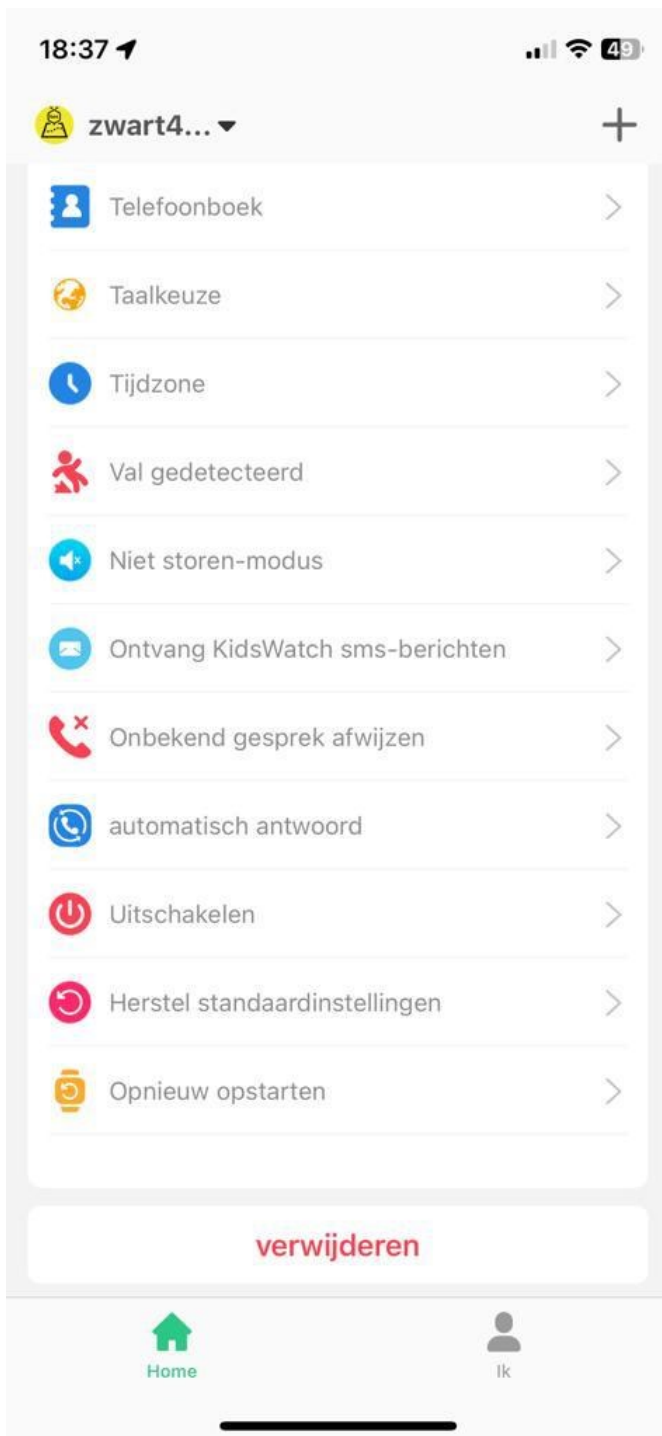 18:37
49
zwart4...
Telefoonboek
Taalkeuze
Tijdzone
Val gedetecteerd
Niet storen-modus
Ontvang KidsWatch sms-berichten
Onbekend gesprek afwijzen
automatisch antwoord
Uitschakelen
Herstel standaardinstellingen
Opnieuw opstarten
verwijderen
Home
Ik